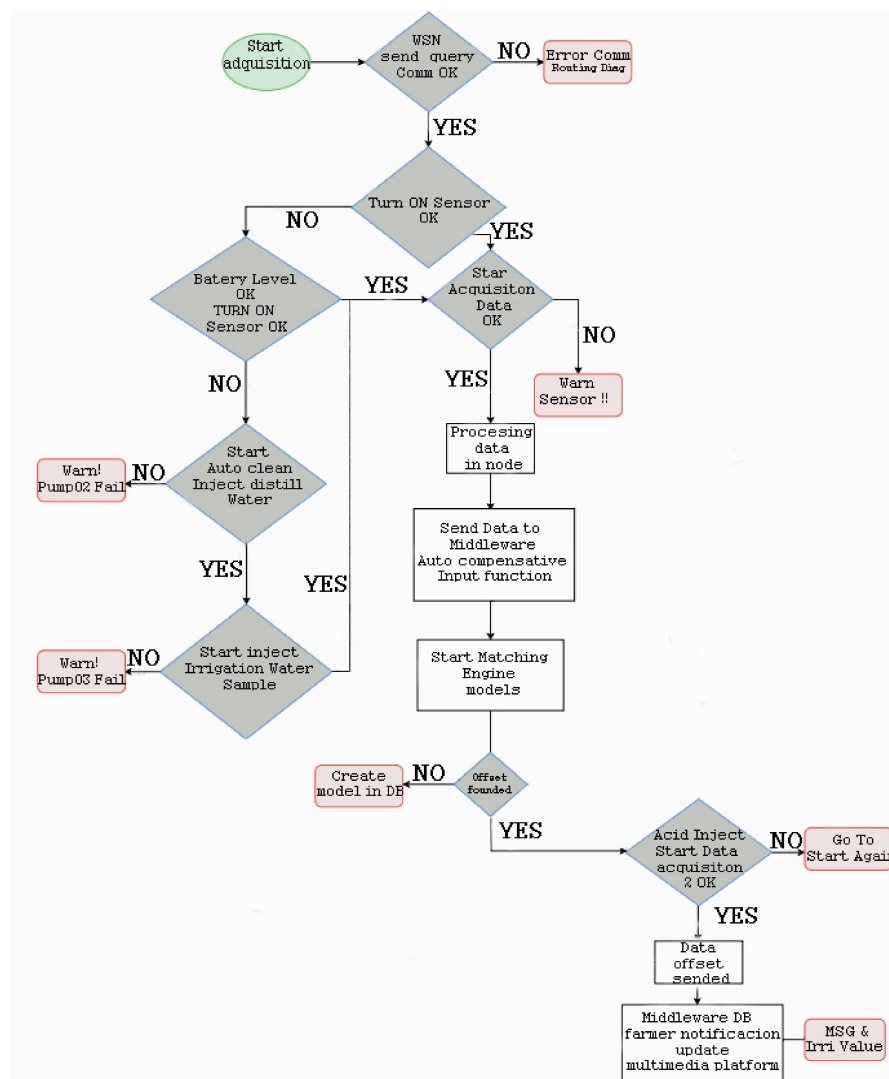 Start
adquisition
WSN
send query
Comm OK
NO
Error Comm
Routing Diag
YES
Turn ON Sensor
OK
NO
YES
Batery Level
OK
TURN ON
Sensor OK
YES
Star
Acquisiton
Data
OK
NO
Warn
Sensor !!
NO
YES
Procesing
data
in node
Start
Auto clean
Inject distill
Water
NO
Warn!
Pump02 Fail
Send Data to
Middleware
Auto compensative
Input function
YES
YES
Start inject
Irrigation Water
Sample
NO
Warn!
Pump03 Fail
Start Matching
Engine
models
Offset
founded
NO
Create
model in DB
YES
Acid Inject
Start Data
acquisiton
2 OK
NO
Go To
Start Again
YES
Data
offset
sended
Middleware DB
farmer notificacion
update
multimedia platform
MSG &
Irri Value